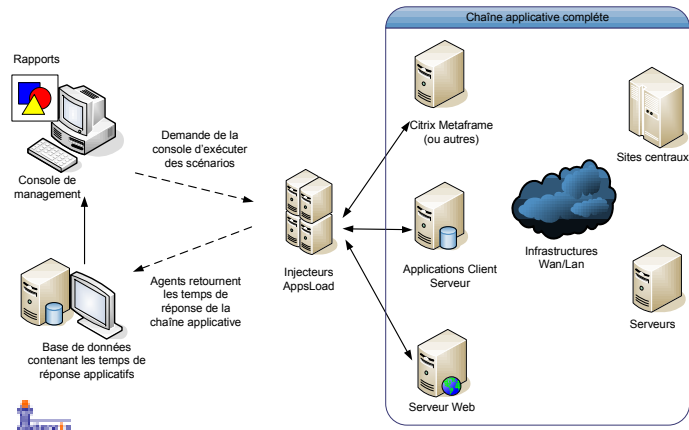 Chaîne applicative complète
Rapports
Console de
management
Demande de la
console d'exécuter
des scénarios
Injecteurs
AppsLoad
Agents retournent
les temps de
réponse de la
chaîne applicative
Base de données
contenant les temps de
réponse applicatifs
Citrix Metaframe
(ou autres)
Applications Client
Serveur
Serveur Web
Infrastructures
Wan/Lan
Sites centraux
Serveurs